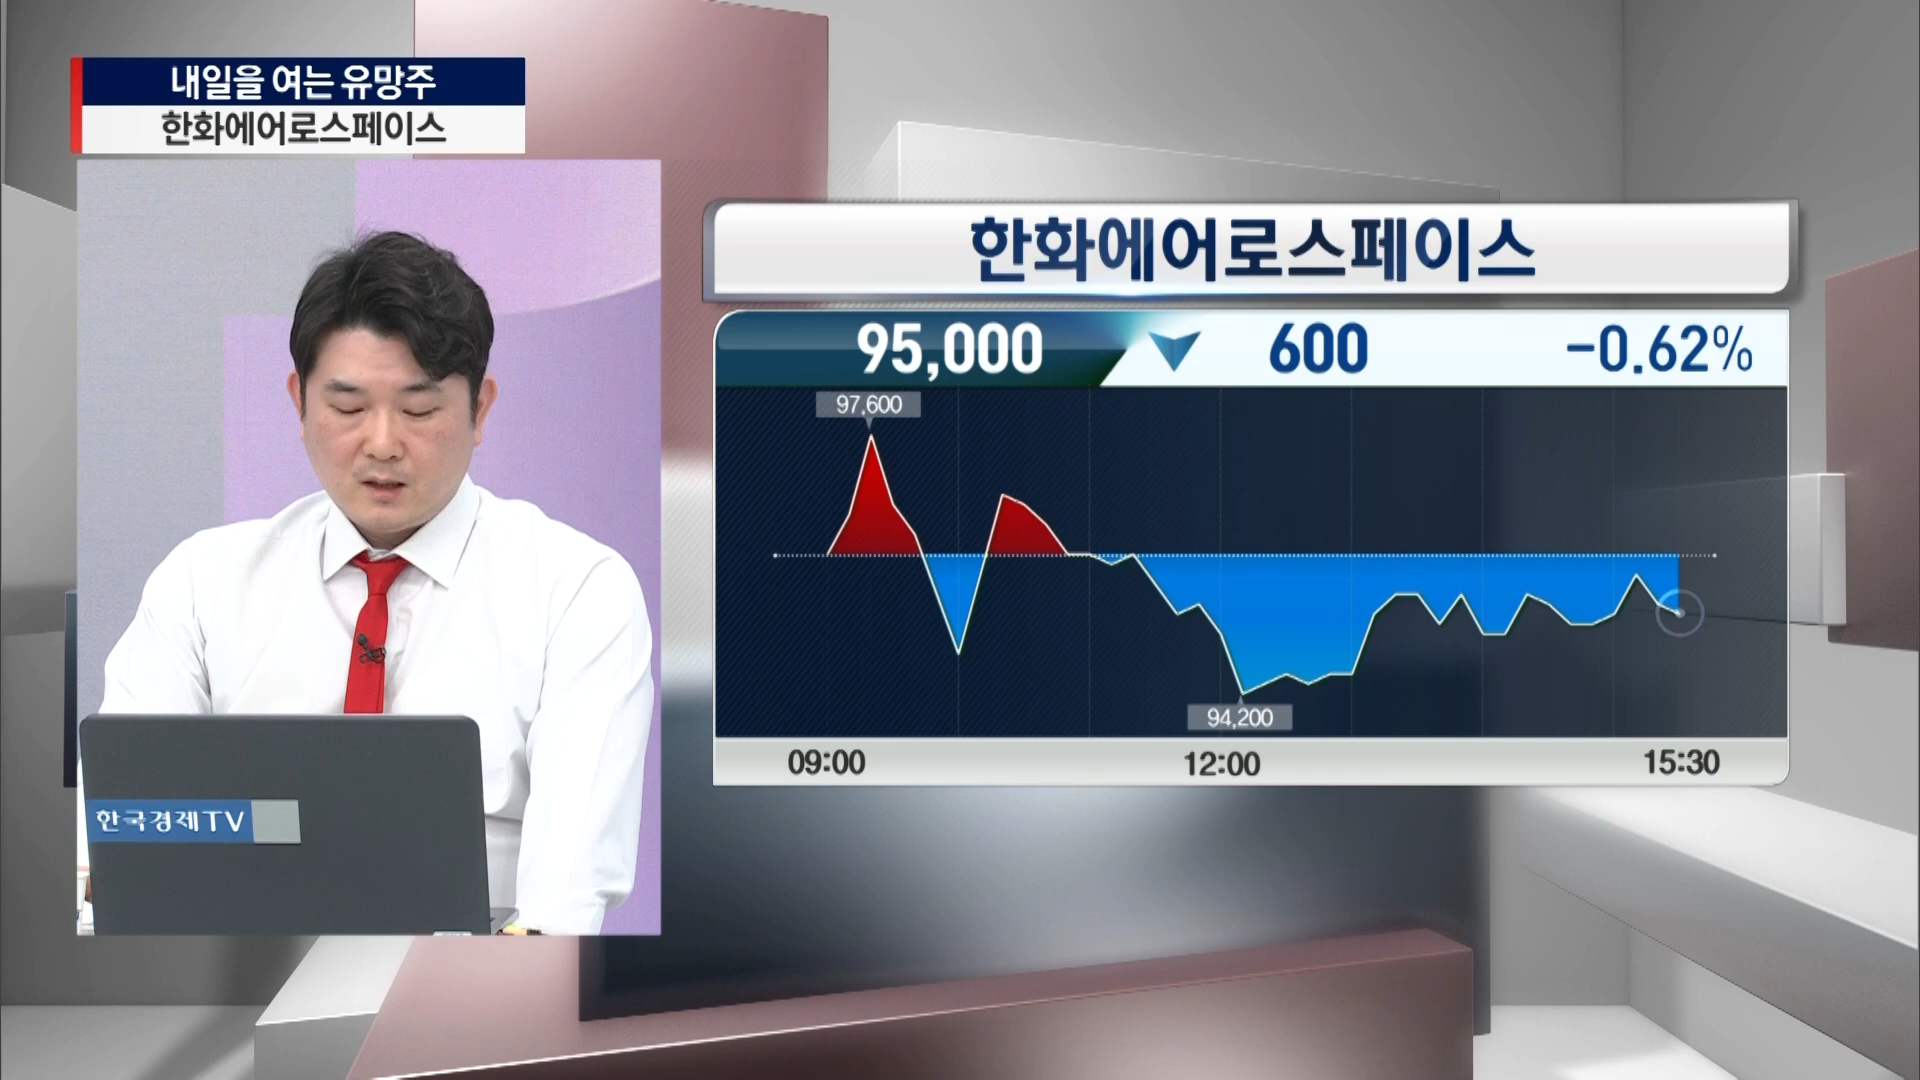 내일을 여는 유망주
한화에어로스페이스
한화에어로스페이스
95,000 ▼ 600 -0.62%
97,600
94,200
09:00 12:00 15:30
한국경제TV